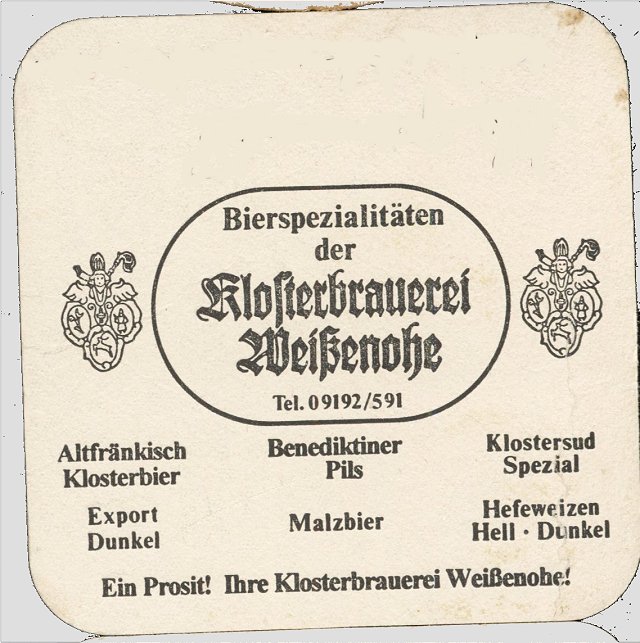 Bierspezialitäten
der
Klosterbrauerei
Weißenohe
Tel. 09192/591
Altfränkisch
Klosterbier
Benediktiner
Pils
Klostersud
Spezial
Export
Dunkel
Malzbier
Hefeweizen
Hell · Dunkel
Ein Prosit! Ihre Klosterbrauerei Weißenohe!